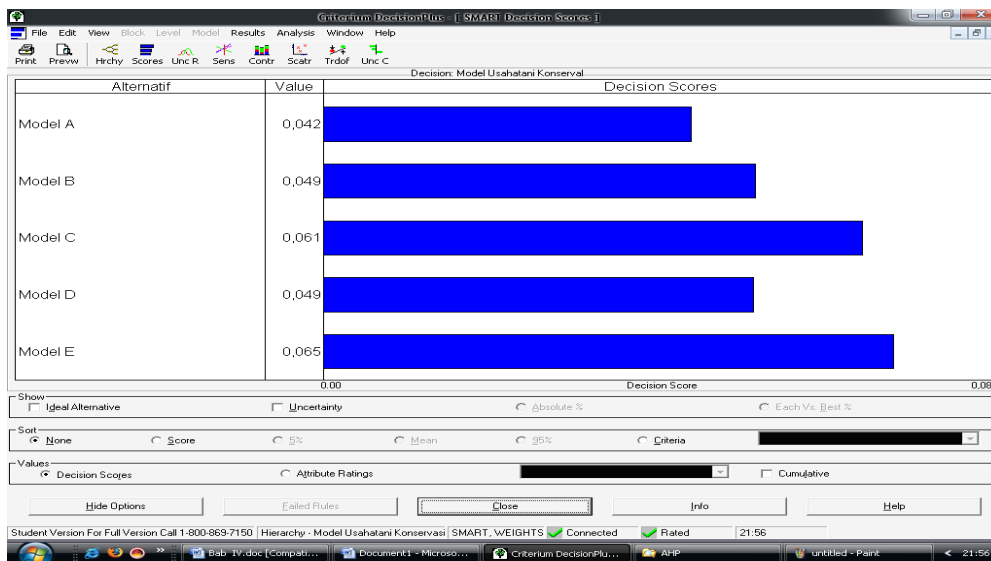 Criterium DecisionPlus - [ SMART Decision Scores ]
File Edit View Block Level Model Results Analysis Window Help
Print Prevw Hrchy Scores Unc R Sens Contr Scatr Trdof Unc C
Decision: Model Usahatani Konserval
Alternatif Value Decision Scores
Model A 0,042
Model B 0,049
Model C 0,061
Model D 0,049
Model E 0,065
0.00 Decision Score 0,08
Show
Ideal Alternative Uncertainty Absolute % Each Vs. Best %
Sort
None Score 5% Mean 95% Criteria
Values
Decision Scores Attribute Ratings Cumulative
Hide Options Failed Rules Close Info Help
Student Version For Full Version Call 1-800-869-7150 Hierarchy - Model Usahatani Konservasi SMART, WEIGHTS Connected Rated 21:56
Bab IV.doc [Compati... Document1 - Microso... Criterium DecisionPlu... AHP untitled - Paint < 21:56